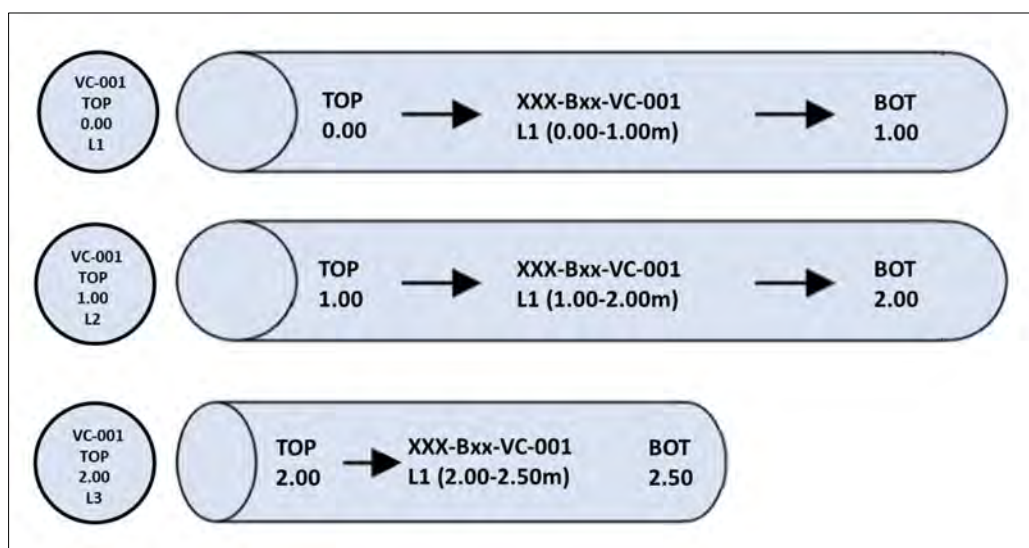 VC-001
TOP
0.00
L1
TOP
0.00
XXX-Bxx-VC-001
L1 (0.00-1.00m)
BOT
1.00
VC-001
TOP
1.00
L2
TOP
1.00
XXX-Bxx-VC-001
L1 (1.00-2.00m)
BOT
2.00
VC-001
TOP
2.00
L3
TOP
2.00
XXX-Bxx-VC-001
L1 (2.00-2.50m)
BOT
2.50